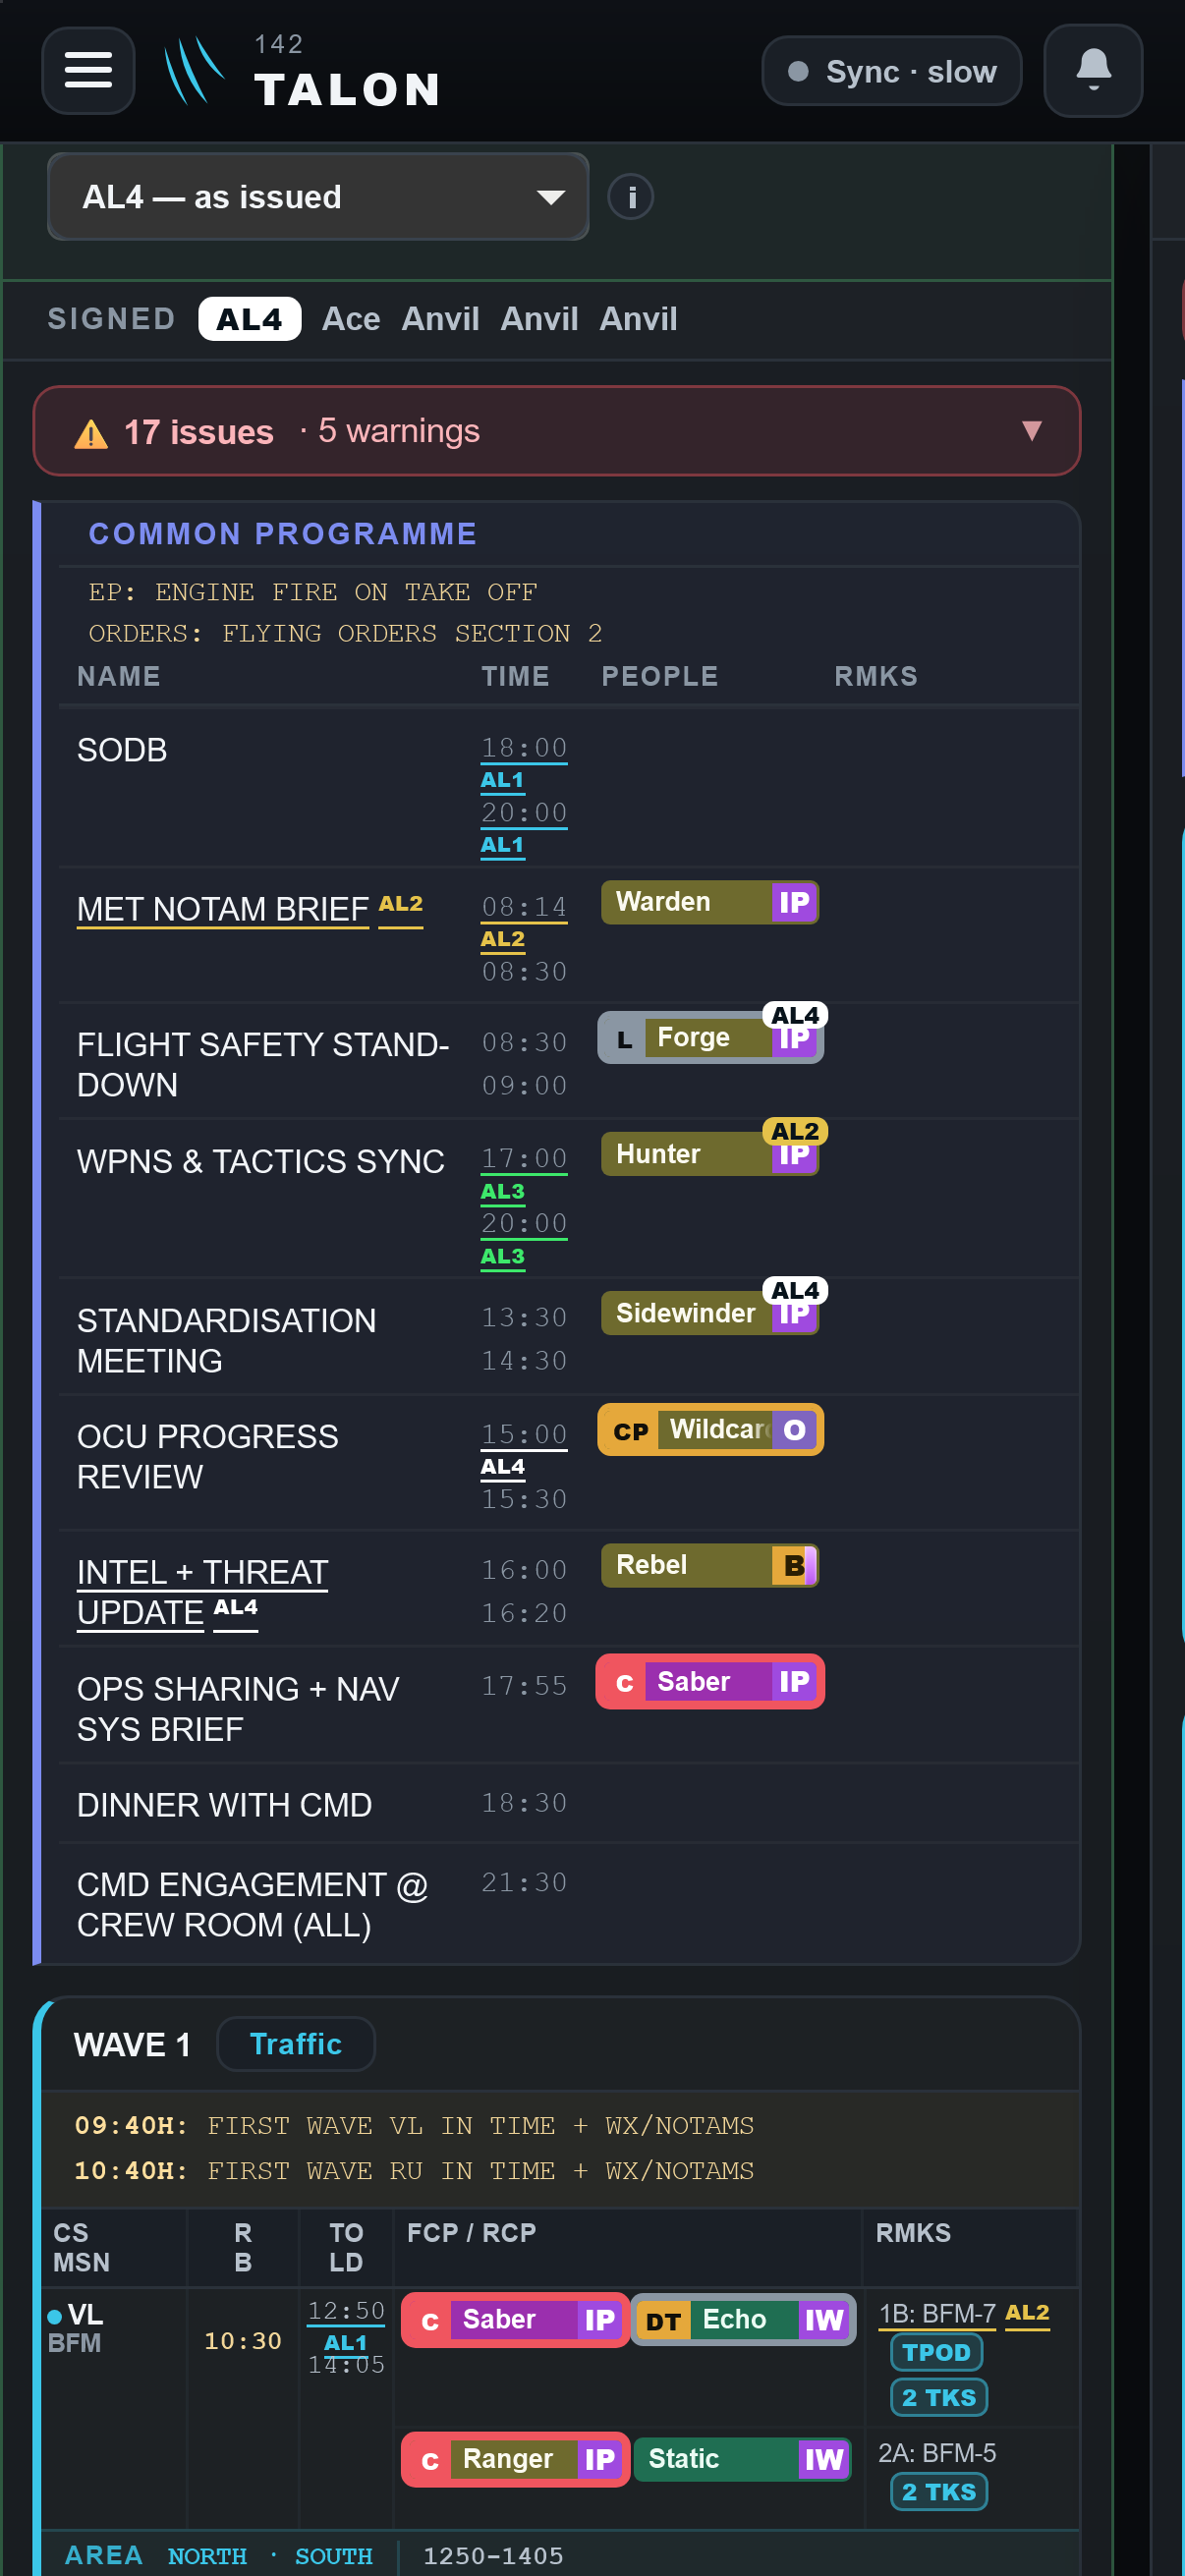 142
TALON
Sync · slow
AL4 — as issued
i
SIGNED AL4 Ace Anvil Anvil Anvil
17 issues · 5 warnings
COMMON PROGRAMME
EP: ENGINE FIRE ON TAKE OFF
ORDERS: FLYING ORDERS SECTION 2
NAME TIME PEOPLE RMKS
SODB 18:00
AL1
20:00
AL1
MET NOTAM BRIEF AL2 08:14 Warden IP
AL2
08:30
AL4
FLIGHT SAFETY STAND- 08:30 L Forge IP
DOWN 09:00
AL2
WPNS & TACTICS SYNC 17:00 Hunter IP
AL3
20:00
AL3
AL4
STANDARDISATION 13:30 Sidewinder IP
MEETING 14:30
OCU PROGRESS 15:00 CP Wildcard O
REVIEW AL4
15:30
INTEL + THREAT 16:00 Rebel B
UPDATE AL4 16:20
OPS SHARING + NAV 17:55 C Saber IP
SYS BRIEF
DINNER WITH CMD 18:30
CMD ENGAGEMENT @ 21:30
CREW ROOM (ALL)
WAVE 1 Traffic
09:40H: FIRST WAVE VL IN TIME + WX/NOTAMS
10:40H: FIRST WAVE RU IN TIME + WX/NOTAMS
CS R TO FCP / RCP RMKS
MSN B LD
VL 12:50 C Saber IP DT Echo IW 1B: BFM-7 AL2
BFM 10:30 AL1 TPOD
14:05
2 TKS
C Ranger IP Static IW 2A: BFM-5
2 TKS
AREA NORTH · SOUTH 1250-1405